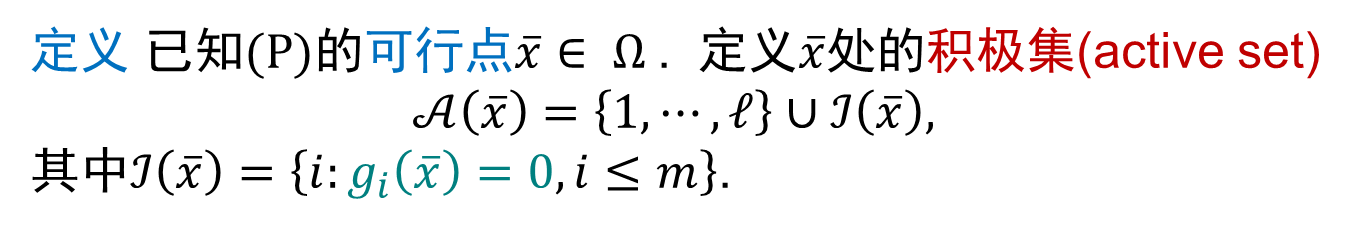 定义 已知(P)的可行点x̄ ∈ Ω . 定义x̄处的积极集(active set)
𝒜(x̄) = {1, ⋯ , ℓ} ∪ ℐ(x̄),
其中ℐ(x̄) = {i: gᵢ(x̄) = 0, i ≤ m}.